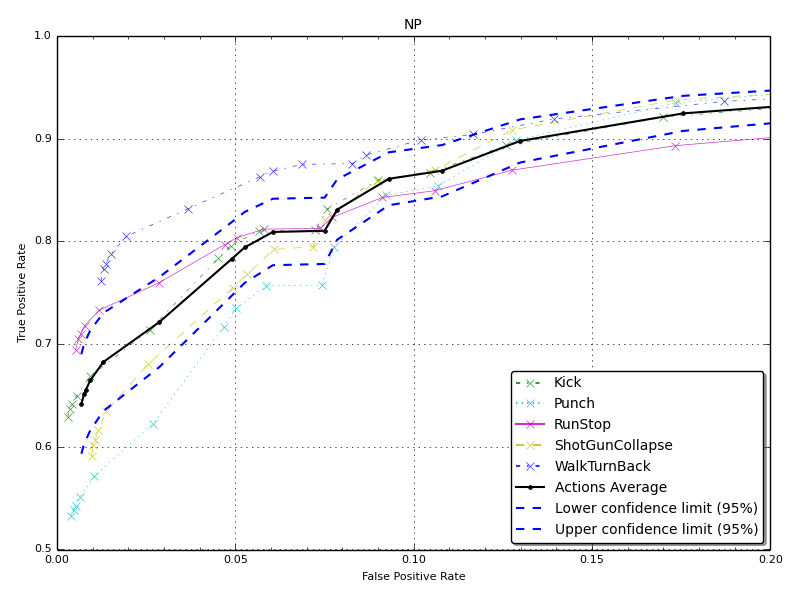 NP
1.0
0.9
0.8
0.7
0.6
0.5
True Positive Rate
0.00
0.05
0.10
0.15
0.20
False Positive Rate
Kick
Punch
RunStop
ShotGunCollapse
WalkTurnBack
Actions Average
Lower confidence limit (95%)
Upper confidence limit (95%)